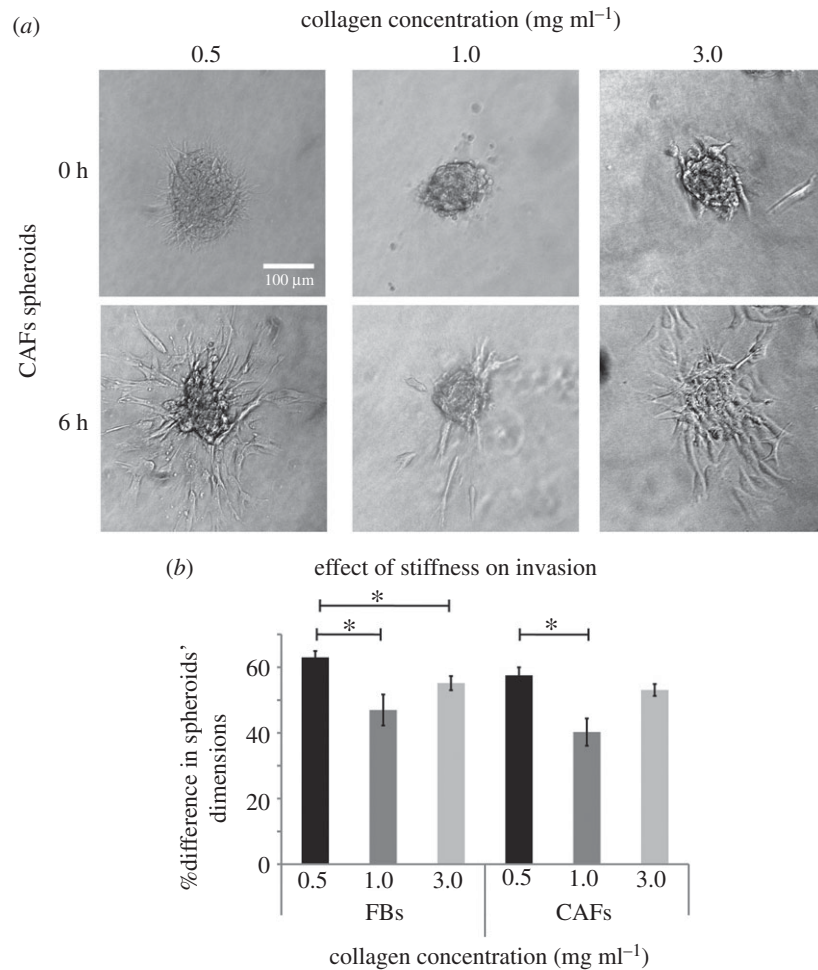 (a)
collagen concentration (mg ml⁻¹)
0.5 1.0 3.0
CAFs spheroids
0 h
100 µm
6 h
(b)
effect of stiffness on invasion
* 
* *
%difference in spheroids’
dimensions
60
40
20
0
0.5 1.0 3.0 0.5 1.0 3.0
FBs CAFs
collagen concentration (mg ml⁻¹)